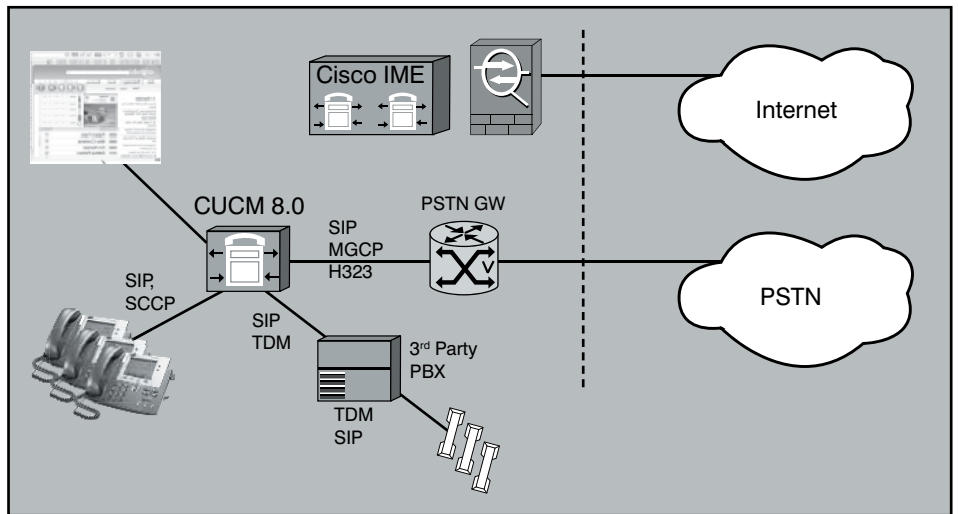 Cisco IME
Internet
CUCM 8.0
PSTN GW
SIP
MGCP
H323
V
PSTN
SIP,
SCCP
SIP
TDM
3rd Party
PBX
TDM
SIP